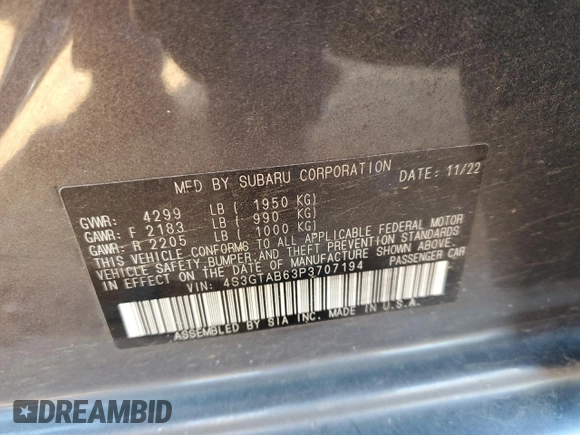 MFD BY SUBARU CORPORATION DATE: 11/22
GVWR: 4299 LB ( 1950 KG)
GAWR: F 2183 LB ( 990 KG)
GAWR: R 2205 LB ( 1000 KG)
VEHICLE CONFORMS TO ALL APPLICABLE FEDERAL MOTOR
VEHICLE SAFETY,BUMPER,AND THEFT PREVENTION STANDARDS
IN EFFECT ON THE DATE OF MANUFACTURE SHOWN ABOVE.
VIN: 4S3GTAB63P3707194 PASSENGER CAR
ASSEMBLED BY SIA INC. MADE IN U.S.A.
DREAMBID